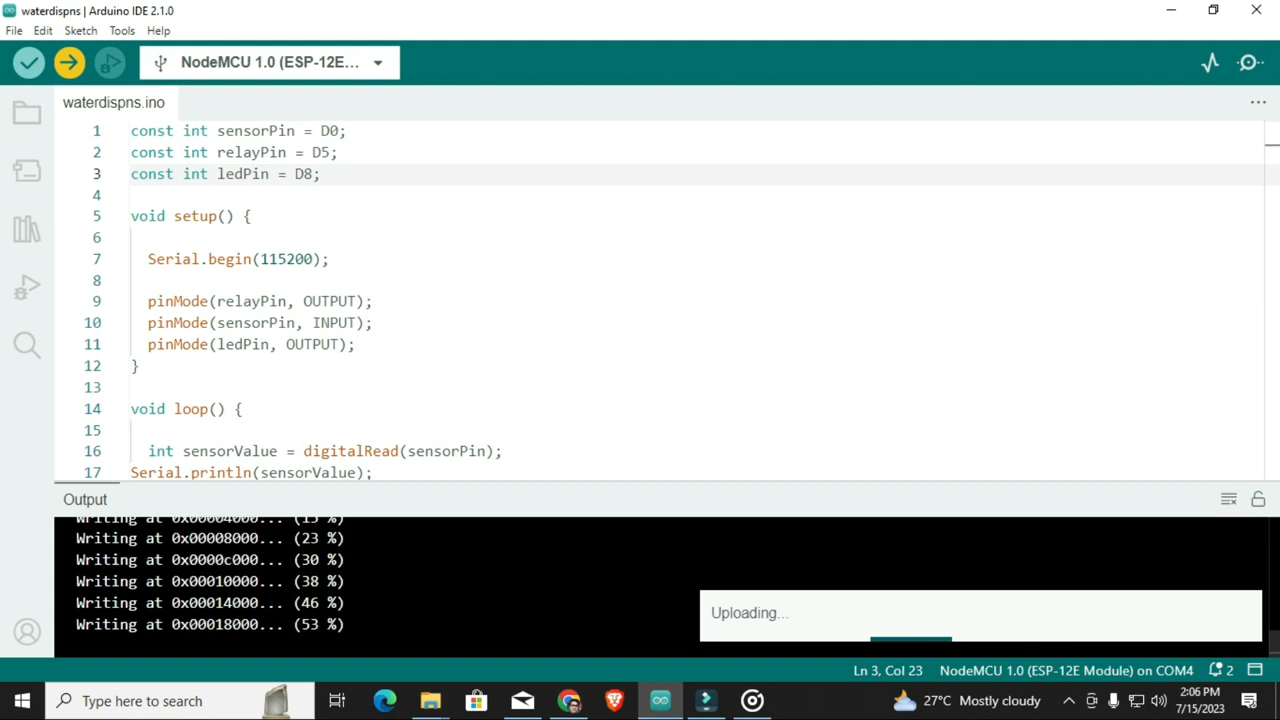 waterdispns | Arduino IDE 2.1.0
File Edit Sketch Tools Help
NodeMCU 1.0 (ESP-12E...
waterdispns.ino
1 const int sensorPin = D0;
2 const int relayPin = D5;
3 const int ledPin = D8;
4
5 void setup() {
6
7 Serial.begin(115200);
8
9 pinMode(relayPin, OUTPUT);
10 pinMode(sensorPin, INPUT);
11 pinMode(ledPin, OUTPUT);
12 }
13
14 void loop() {
15
16 int sensorValue = digitalRead(sensorPin);
17 Serial.println(sensorValue);
Output
Writing at 0x00004000... (15 %)
Writing at 0x00008000... (23 %)
Writing at 0x0000c000... (30 %)
Writing at 0x00010000... (38 %)
Writing at 0x00014000... (46 %)
Writing at 0x00018000... (53 %)
Uploading...
Ln 3, Col 23 NodeMCU 1.0 (ESP-12E Module) on COM4 2
Type here to search
27°C Mostly cloudy
2:06 PM
7/15/2023